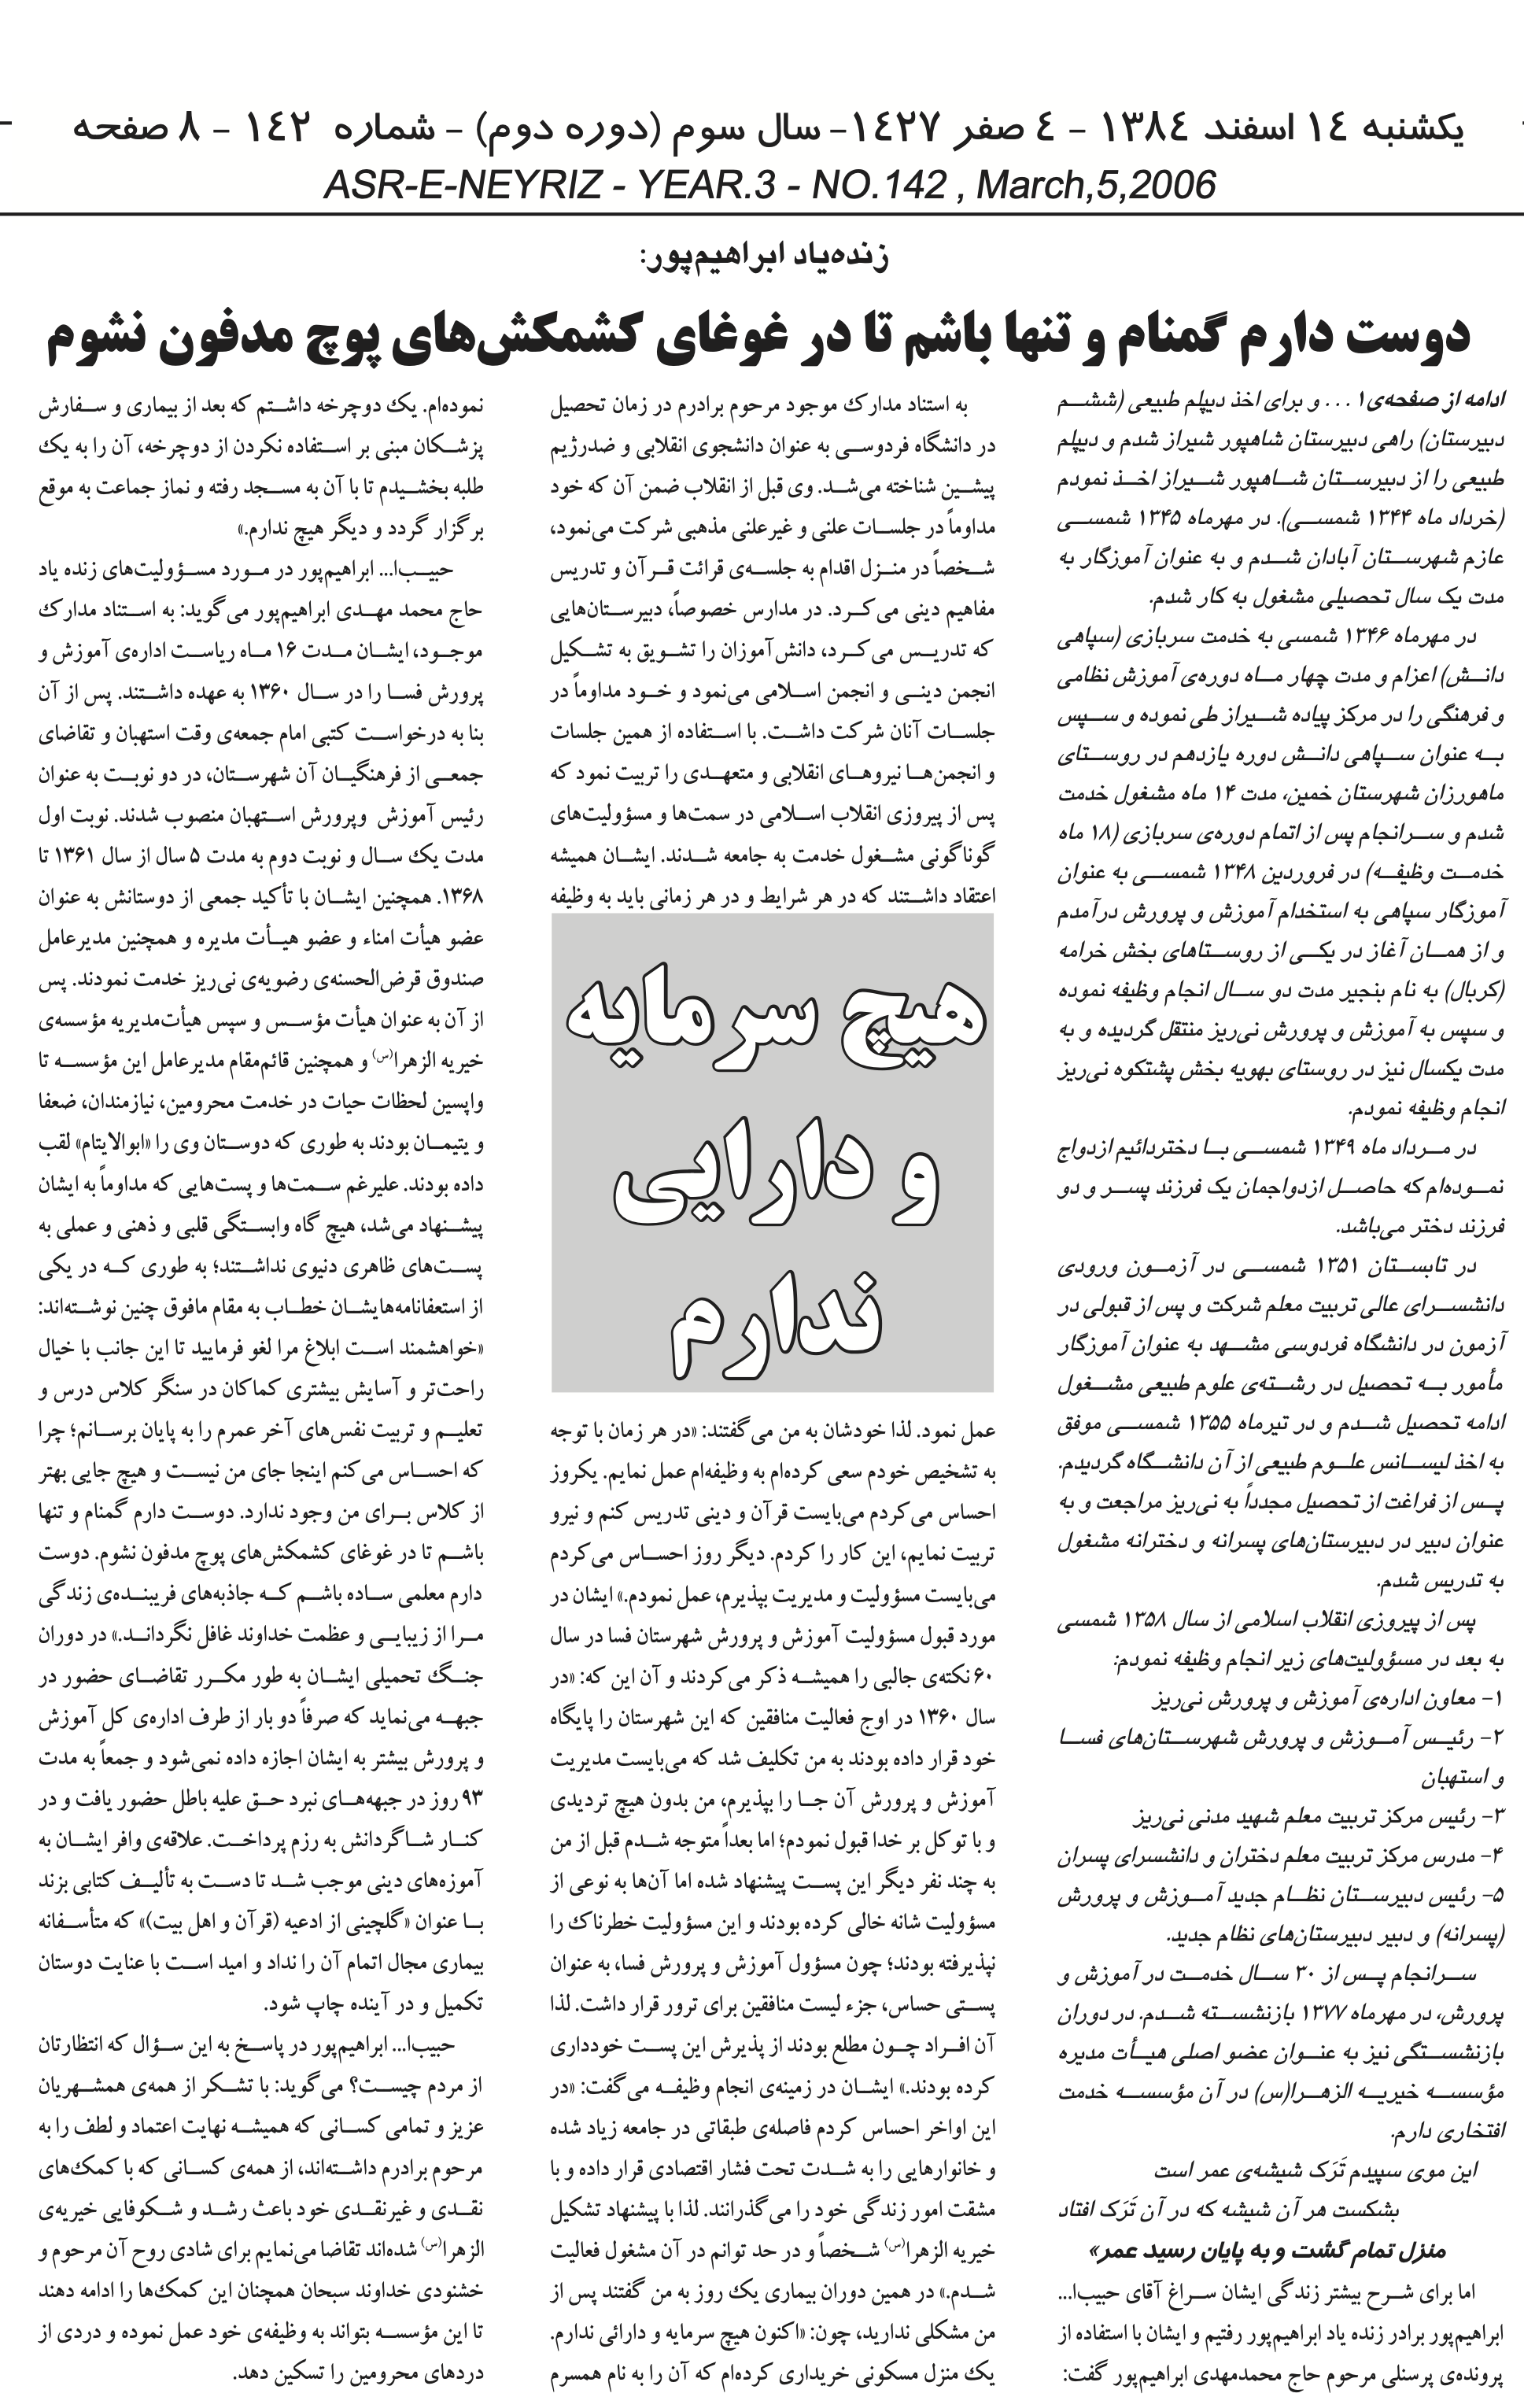 یکشنبه ۱۴ اسفند ۱۳۸۴ - ۴ صفر ۱۴۲۷- سال سوم (دوره دوم) - شماره ۱۴۲ - ۸ صفحه
ASR-E-NEYRIZ - YEAR.3 - NO.142 , March,5,2006
زنده‌یاد ابراهیم‌پور:
دوست دارم گمنام و تنها باشم تا در غوغای کشمکش‌های پوچ مدفون نشوم
ادامه از صفحه‌ی۱ ... و برای اخذ دیپلم طبیعی (ششم
دبیرستان) راهی دبیرستان شاهپور شیراز شدم و دیپلم
طبیعی را از دبیرستان شاهپور شیراز اخذ نمودم
(خرداد ماه ۱۳۴۴ شمسی). در مهرماه ۱۳۴۵ شمسی
عازم شهرستان آبادان شدم و به عنوان آموزگار به
مدت یک سال تحصیلی مشغول به کار شدم.
در مهرماه ۱۳۴۶ شمسی به خدمت سربازی (سپاهی
دانش) اعزام و مدت چهار ماه دوره‌ی آموزش نظامی
و فرهنگی را در مرکز پیاده شیراز طی نموده و سپس
به عنوان سپاهی دانش دوره یازدهم در روستای
ماهورزان شهرستان خمین، مدت ۱۴ ماه مشغول خدمت
شدم و سرانجام پس از اتمام دوره‌ی سربازی (۱۸ ماه
خدمت وظیفه) در فروردین ۱۳۴۸ شمسی به عنوان
آموزگار سپاهی به استخدام آموزش و پرورش درآمدم
و از همان آغاز در یکی از روستاهای بخش خرامه
(کربال) به نام بنجیر مدت دو سال انجام وظیفه نموده
و سپس به آموزش و پرورش نی‌ریز منتقل گردیده و به
مدت یکسال نیز در روستای بهویه بخش پشتکوه نی‌ریز
انجام وظیفه نمودم.
در مرداد ماه ۱۳۴۹ شمسی با دختردائیم ازدواج
نموده‌ام که حاصل ازدواجمان یک فرزند پسر و دو
فرزند دختر می‌باشد.
در تابستان ۱۳۵۱ شمسی در آزمون ورودی
دانشسرای عالی تربیت معلم شرکت و پس از قبولی در
آزمون در دانشگاه فردوسی مشهد به عنوان آموزگار
مأمور به تحصیل در رشته‌ی علوم طبیعی مشغول
ادامه تحصیل شدم و در تیرماه ۱۳۵۵ شمسی موفق
به اخذ لیسانس علوم طبیعی از آن دانشگاه گردیدم.
پس از فراغت از تحصیل مجدداً به نی‌ریز مراجعت و به
عنوان دبیر در دبیرستان‌های پسرانه و دخترانه مشغول
به تدریس شدم.
پس از پیروزی انقلاب اسلامی از سال ۱۳۵۸ شمسی
به بعد در مسؤولیت‌های زیر انجام وظیفه نمودم:
۱- معاون اداره‌ی آموزش و پرورش نی‌ریز
۲- رئیس آموزش و پرورش شهرستان‌های فسا
و استهبان
۳- رئیس مرکز تربیت معلم شهید مدنی نی‌ریز
۴- مدرس مرکز تربیت معلم دختران و دانشسرای پسران
۵- رئیس دبیرستان نظام جدید آموزش و پرورش
(پسرانه) و دبیر دبیرستان‌های نظام جدید.
سرانجام پس از ۳۰ سال خدمت در آموزش و
پرورش، در مهرماه ۱۳۷۷ بازنشسته شدم. در دوران
بازنشستگی نیز به عنوان عضو اصلی هیأت مدیره
مؤسسه خیریه الزهرا(س) در آن مؤسسه خدمت
افتخاری دارم.
این موی سپیدم تَرَک شیشه‌ی عمر است
بشکست هر آن شیشه که در آن تَرَک افتاد
منزل تمام گشت و به پایان رسید عمر»
اما برای شرح بیشتر زندگی ایشان سراغ آقای حبیب‌ا...
ابراهیم‌پور برادر زنده یاد ابراهیم‌پور رفتیم و ایشان با استفاده از
پرونده‌ی پرسنلی مرحوم حاج محمدمهدی ابراهیم‌پور گفت:
به استناد مدارک موجود مرحوم برادرم در زمان تحصیل
در دانشگاه فردوسی به عنوان دانشجوی انقلابی و ضدرژیم
پیشین شناخته می‌شد. وی قبل از انقلاب ضمن آن که خود
مداوماً در جلسات علنی و غیرعلنی مذهبی شرکت می‌نمود،
شخصاً در منزل اقدام به جلسه‌ی قرائت قرآن و تدریس
مفاهیم دینی می‌کرد. در مدارس خصوصاً، دبیرستان‌هایی
که تدریس می‌کرد، دانش‌آموزان را تشویق به تشکیل
انجمن دینی و انجمن اسلامی می‌نمود و خود مداوماً در
جلسات آنان شرکت داشت. با استفاده از همین جلسات
و انجمن‌ها نیروهای انقلابی و متعهدی را تربیت نمود که
پس از پیروزی انقلاب اسلامی در سمت‌ها و مسؤولیت‌های
گوناگونی مشغول خدمت به جامعه شدند. ایشان همیشه
اعتقاد داشتند که در هر شرایط و در هر زمانی باید به وظیفه
هیچ سرمایه
و دارایی
ندارم
عمل نمود. لذا خودشان به من می‌گفتند: «در هر زمان با توجه
به تشخیص خودم سعی کرده‌ام به وظیفه‌ام عمل نمایم. یکروز
احساس می‌کردم می‌بایست قرآن و دینی تدریس کنم و نیرو
تربیت نمایم، این کار را کردم. دیگر روز احساس می‌کردم
می‌بایست مسؤولیت و مدیریت بپذیرم، عمل نمودم.» ایشان در
مورد قبول مسؤولیت آموزش و پرورش شهرستان فسا در سال
۶۰ نکته‌ی جالبی را همیشه ذکر می‌کردند و آن این که: «در
سال ۱۳۶۰ در اوج فعالیت منافقین که این شهرستان را پایگاه
خود قرار داده بودند به من تکلیف شد که می‌بایست مدیریت
آموزش و پرورش آن جا را بپذیرم، من بدون هیچ تردیدی
و با توکل بر خدا قبول نمودم؛ اما بعداً متوجه شدم قبل از من
به چند نفر دیگر این پست پیشنهاد شده اما آن‌ها به نوعی از
مسؤولیت شانه خالی کرده بودند و این مسؤولیت خطرناک را
نپذیرفته بودند؛ چون مسؤول آموزش و پرورش فسا، به عنوان
پستی حساس، جزء لیست منافقین برای ترور قرار داشت. لذا
آن افراد چون مطلع بودند از پذیرش این پست خودداری
کرده بودند.» ایشان در زمینه‌ی انجام وظیفه می‌گفت: «در
این اواخر احساس کردم فاصله‌ی طبقاتی در جامعه زیاد شده
و خانوارهایی را به شدت تحت فشار اقتصادی قرار داده و با
مشقت امور زندگی خود را می‌گذرانند. لذا با پیشنهاد تشکیل
خیریه الزهرا(س) شخصاً و در حد توانم در آن مشغول فعالیت
شدم.» در همین دوران بیماری یک روز به من گفتند پس از
من مشکلی ندارید، چون: «اکنون هیچ سرمایه و دارائی ندارم.
یک منزل مسکونی خریداری کرده‌ام که آن را به نام همسرم
نموده‌ام. یک دوچرخه داشتم که بعد از بیماری و سفارش
پزشکان مبنی بر استفاده نکردن از دوچرخه، آن را به یک
طلبه بخشیدم تا با آن به مسجد رفته و نماز جماعت به موقع
برگزار گردد و دیگر هیچ ندارم.»
حبیب‌ا... ابراهیم‌پور در مورد مسؤولیت‌های زنده یاد
حاج محمد مهدی ابراهیم‌پور می‌گوید: به استناد مدارک
موجود، ایشان مدت ۱۶ ماه ریاست اداره‌ی آموزش و
پرورش فسا را در سال ۱۳۶۰ به عهده داشتند. پس از آن
بنا به درخواست کتبی امام جمعه‌ی وقت استهبان و تقاضای
جمعی از فرهنگیان آن شهرستان، در دو نوبت به عنوان
رئیس آموزش وپرورش استهبان منصوب شدند. نوبت اول
مدت یک سال و نوبت دوم به مدت ۵ سال از سال ۱۳۶۱ تا
۱۳۶۸. همچنین ایشان با تأکید جمعی از دوستانش به عنوان
عضو هیأت امناء و عضو هیأت مدیره و همچنین مدیرعامل
صندوق قرض‌الحسنه‌ی رضویه‌ی نی‌ریز خدمت نمودند. پس
از آن به عنوان هیأت مؤسس و سپس هیأت‌مدیریه مؤسسه‌ی
خیریه الزهرا(س) و همچنین قائم‌مقام مدیرعامل این مؤسسه تا
واپسین لحظات حیات در خدمت محرومین، نیازمندان، ضعفا
و یتیمان بودند به طوری که دوستان وی را «ابوالایتام» لقب
داده بودند. علیرغم سمت‌ها و پست‌هایی که مداوماً به ایشان
پیشنهاد می‌شد، هیچ گاه وابستگی قلبی و ذهنی و عملی به
پست‌های ظاهری دنیوی نداشتند؛ به طوری که در یکی
از استعفانامه‌هایشان خطاب به مقام مافوق چنین نوشته‌اند:
«خواهشمند است ابلاغ مرا لغو فرمایید تا این جانب با خیال
راحت‌تر و آسایش بیشتری کماکان در سنگر کلاس درس و
تعلیم و تربیت نفس‌های آخر عمرم را به پایان برسانم؛ چرا
که احساس می‌کنم اینجا جای من نیست و هیچ جایی بهتر
از کلاس برای من وجود ندارد. دوست دارم گمنام و تنها
باشم تا در غوغای کشمکش‌های پوچ مدفون نشوم. دوست
دارم معلمی ساده باشم که جاذبه‌های فریبنده‌ی زندگی
مرا از زیبایی و عظمت خداوند غافل نگرداند.» در دوران
جنگ تحمیلی ایشان به طور مکرر تقاضای حضور در
جبهه می‌نماید که صرفاً دو بار از طرف اداره‌ی کل آموزش
و پرورش بیشتر به ایشان اجازه داده نمی‌شود و جمعاً به مدت
۹۳ روز در جبهه‌های نبرد حق علیه باطل حضور یافت و در
کنار شاگردانش به رزم پرداخت. علاقه‌ی وافر ایشان به
آموزه‌های دینی موجب شد تا دست به تألیف کتابی بزند
با عنوان «گلچینی از ادعیه (قرآن و اهل بیت)» که متأسفانه
بیماری مجال اتمام آن را نداد و امید است با عنایت دوستان
تکمیل و در آینده چاپ شود.
حبیب‌ا... ابراهیم‌پور در پاسخ به این سؤال که انتظارتان
از مردم چیست؟ می‌گوید: با تشکر از همه‌ی همشهریان
عزیز و تمامی کسانی که همیشه نهایت اعتماد و لطف را به
مرحوم برادرم داشته‌اند، از همه‌ی کسانی که با کمک‌های
نقدی و غیرنقدی خود باعث رشد و شکوفایی خیریه‌ی
الزهرا(س) شده‌اند تقاضا می‌نمایم برای شادی روح آن مرحوم و
خشنودی خداوند سبحان همچنان این کمک‌ها را ادامه دهند
تا این مؤسسه بتواند به وظیفه‌ی خود عمل نموده و دردی از
دردهای محرومین را تسکین دهد.